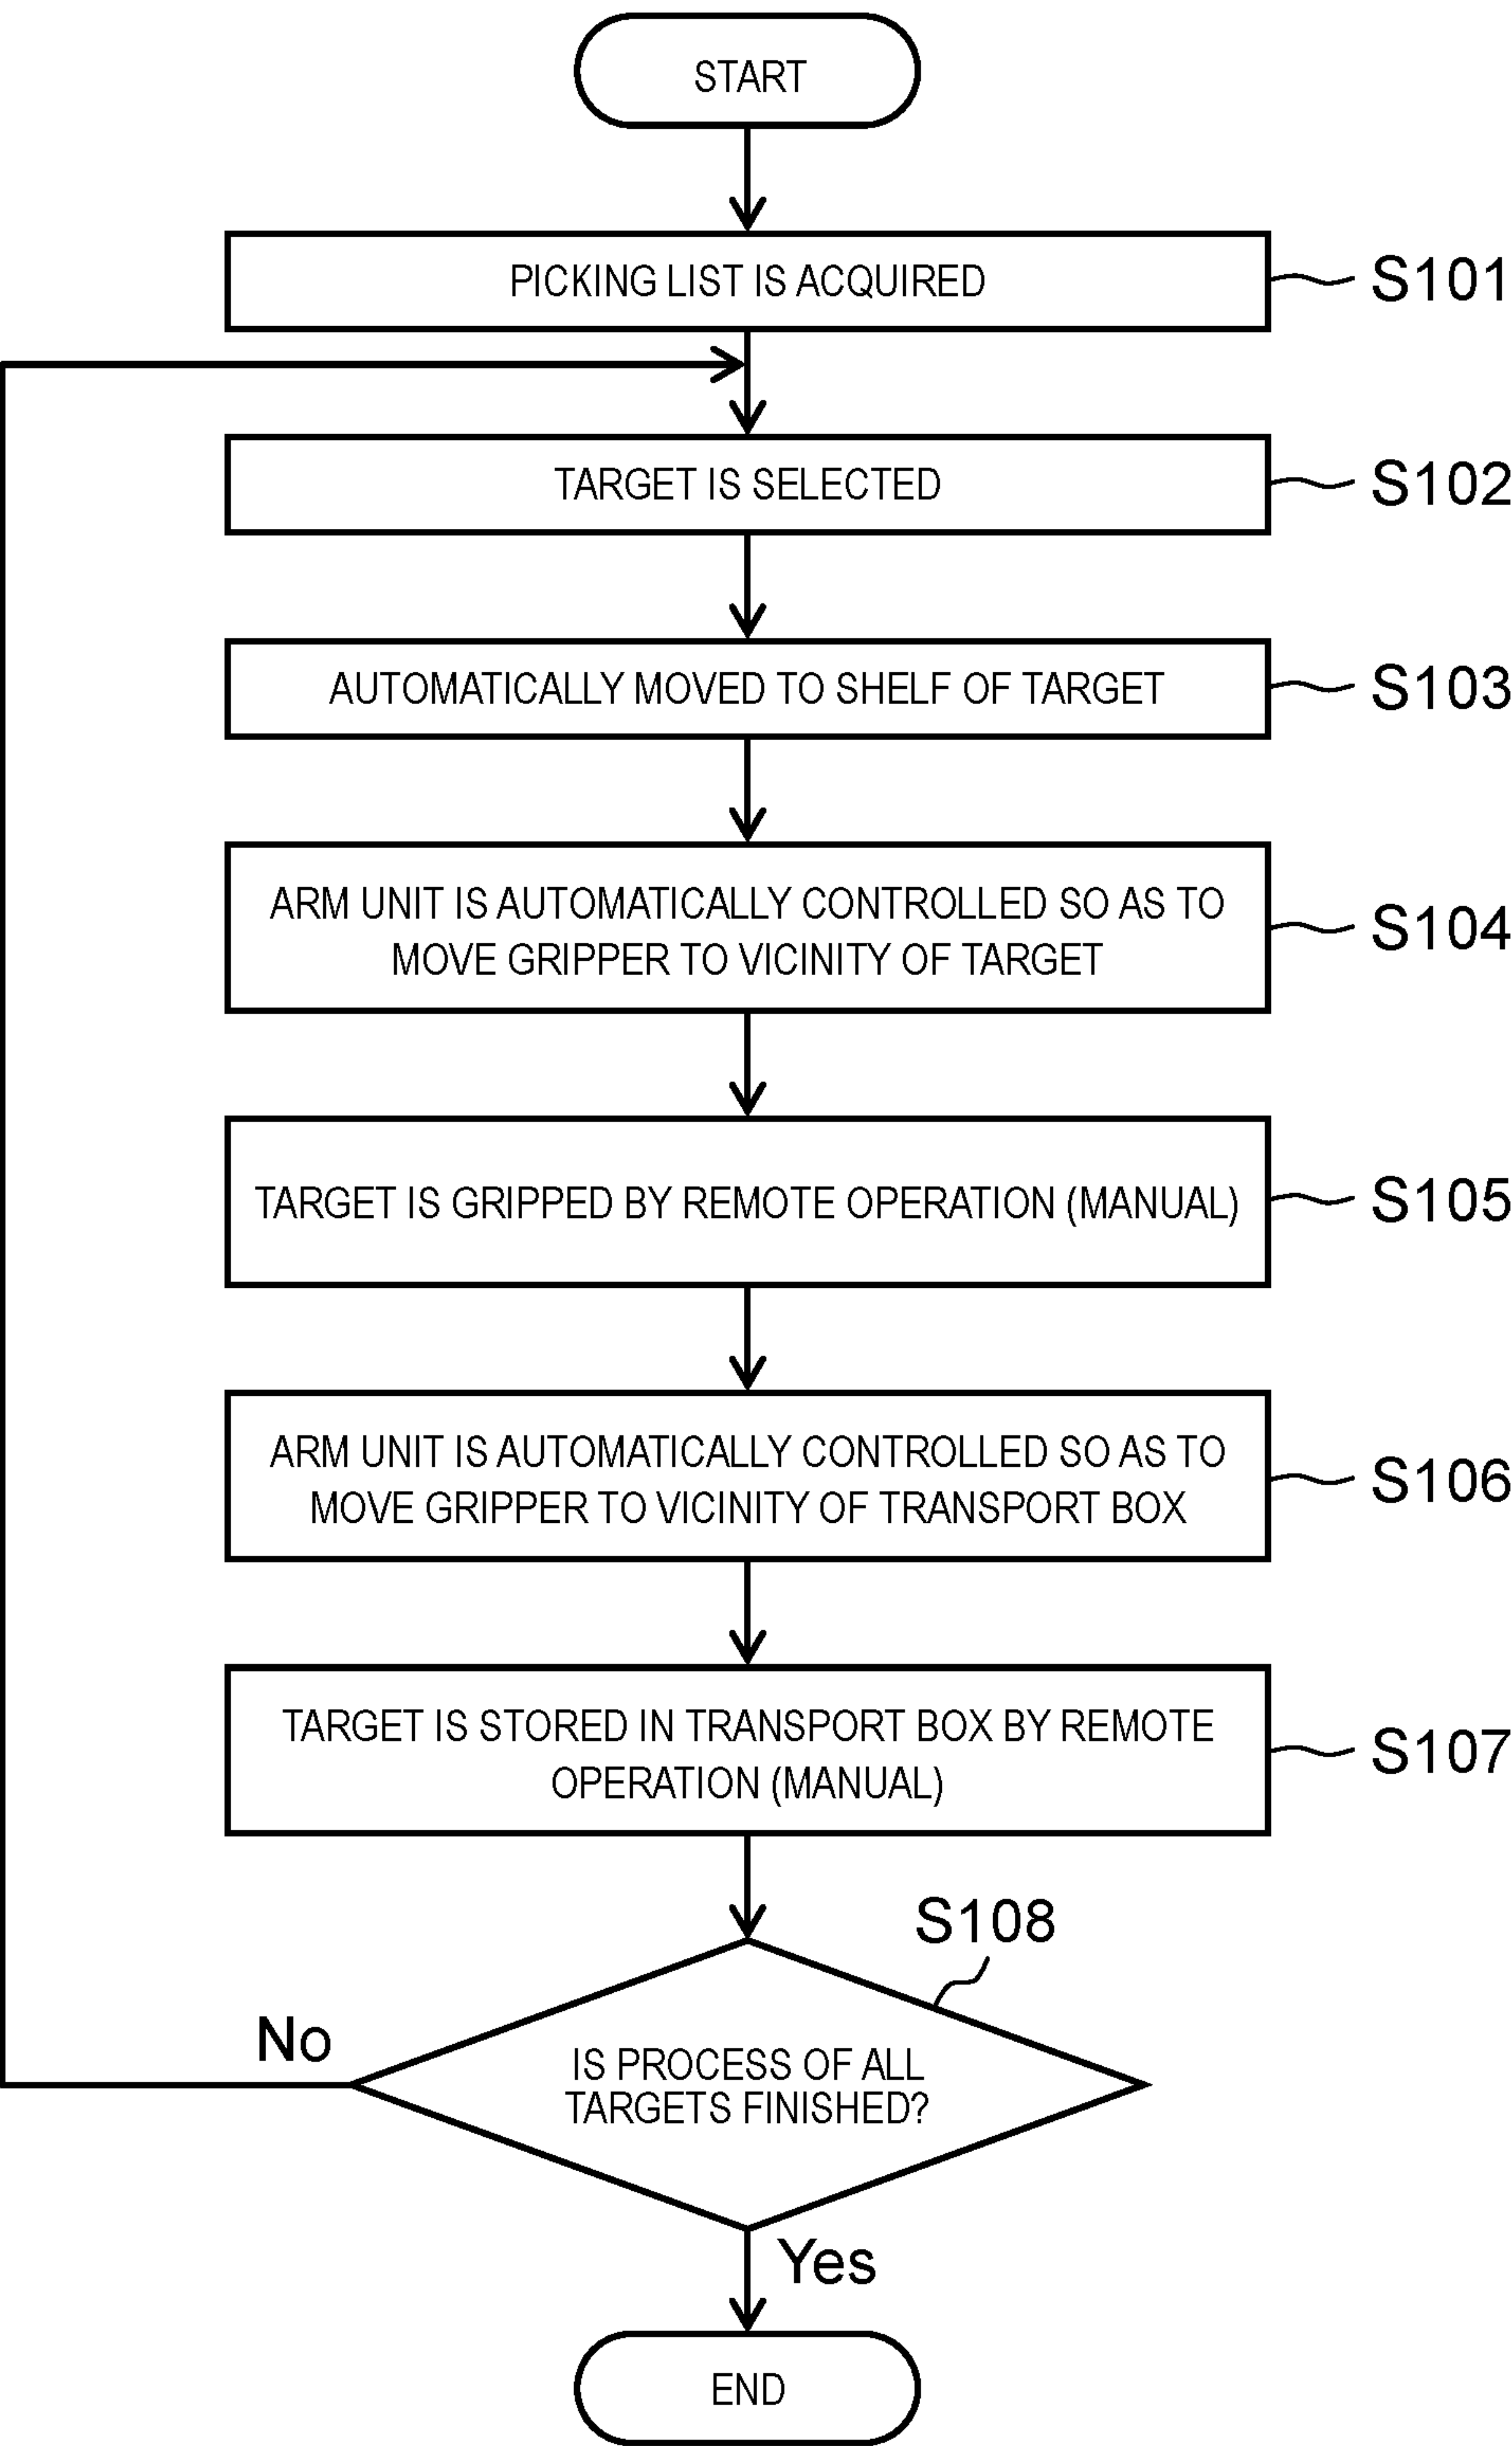 START
PICKING LIST IS ACQUIRED
S101
TARGET IS SELECTED
S102
AUTOMATICALLY MOVED TO SHELF OF TARGET
S103
ARM UNIT IS AUTOMATICALLY CONTROLLED SO AS TO
MOVE GRIPPER TO VICINITY OF TARGET
S104
TARGET IS GRIPPED BY REMOTE OPERATION (MANUAL)
S105
ARM UNIT IS AUTOMATICALLY CONTROLLED SO AS TO
MOVE GRIPPER TO VICINITY OF TRANSPORT BOX
S106
TARGET IS STORED IN TRANSPORT BOX BY REMOTE
OPERATION (MANUAL)
S107
S108
No
IS PROCESS OF ALL
TARGETS FINISHED?
Yes
END